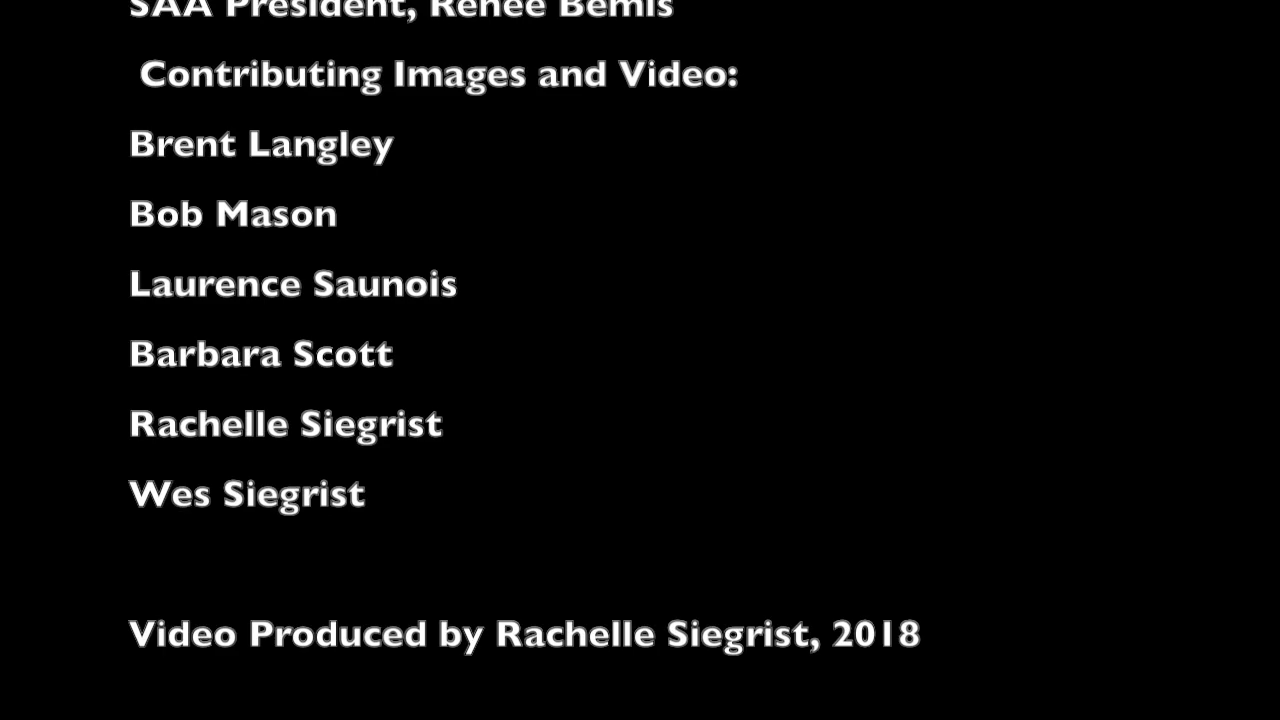 SAA President, Renee Bemis
Contributing Images and Video:
Brent Langley
Bob Mason
Laurence Saunois
Barbara Scott
Rachelle Siegrist
Wes Siegrist
Video Produced by Rachelle Siegrist, 2018